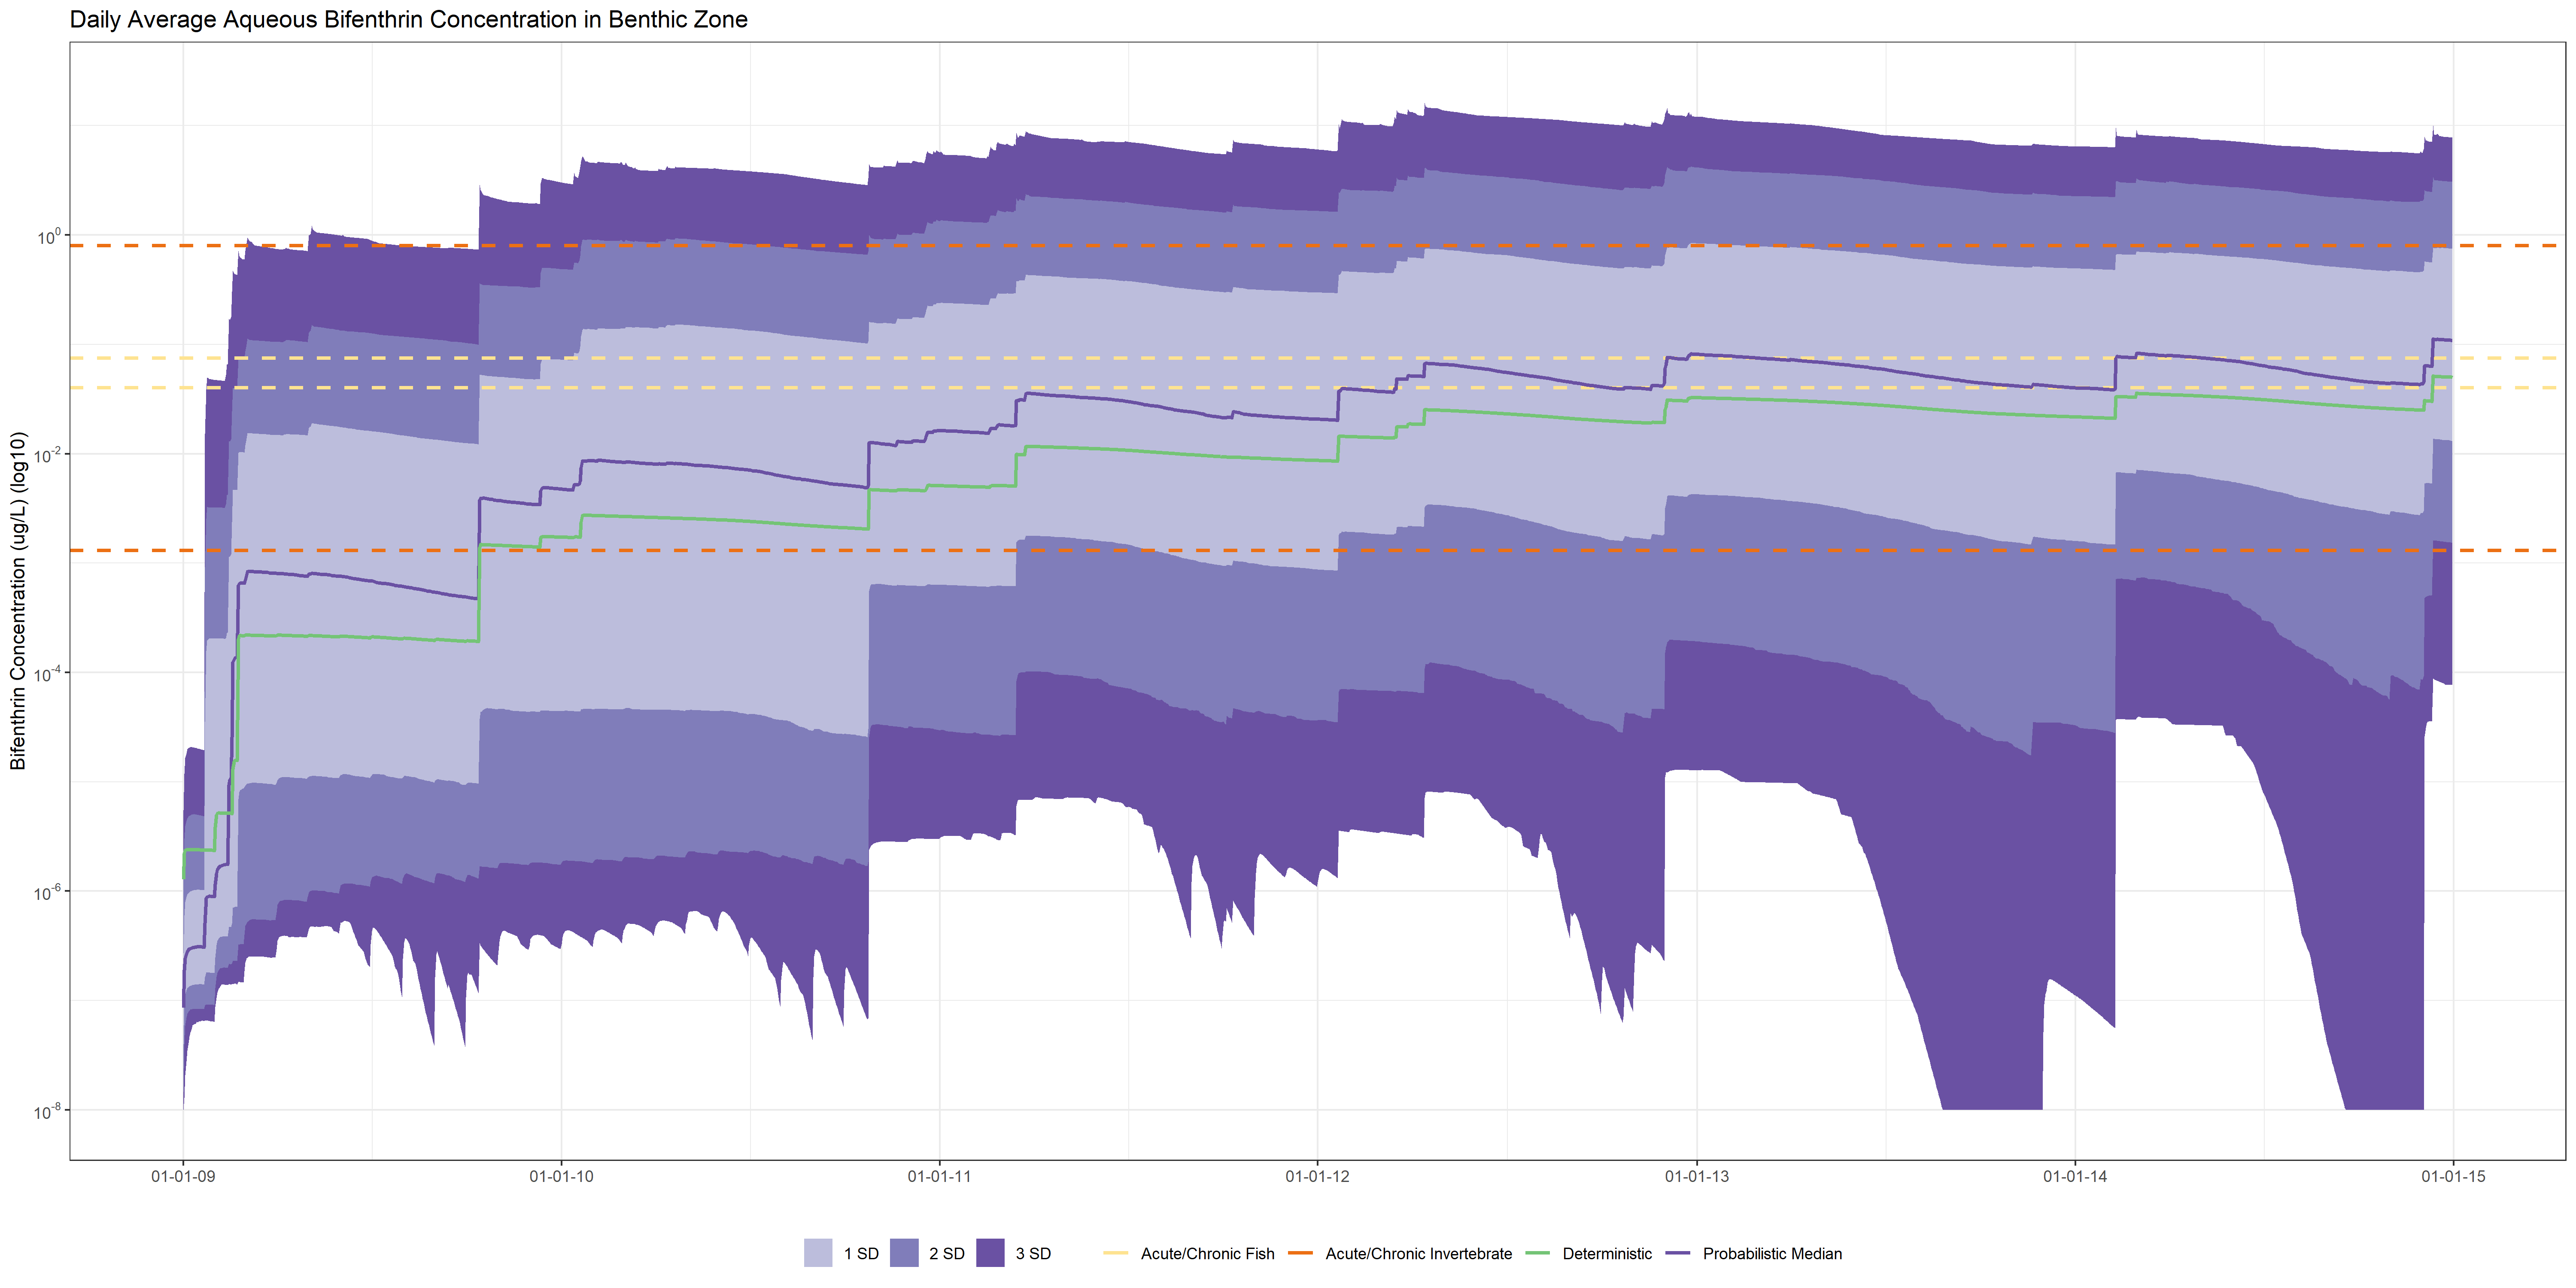 Daily Average Aqueous Bifenthrin Concentration in Benthic Zone
Bifenthrin Concentration (ug/L) (log10)
10^0
10^-2
10^-4
10^-6
10^-8
01-01-09 01-01-10 01-01-11 01-01-12 01-01-13 01-01-14 01-01-15
1 SD 2 SD 3 SD Acute/Chronic Fish Acute/Chronic Invertebrate Deterministic Probabilistic Median